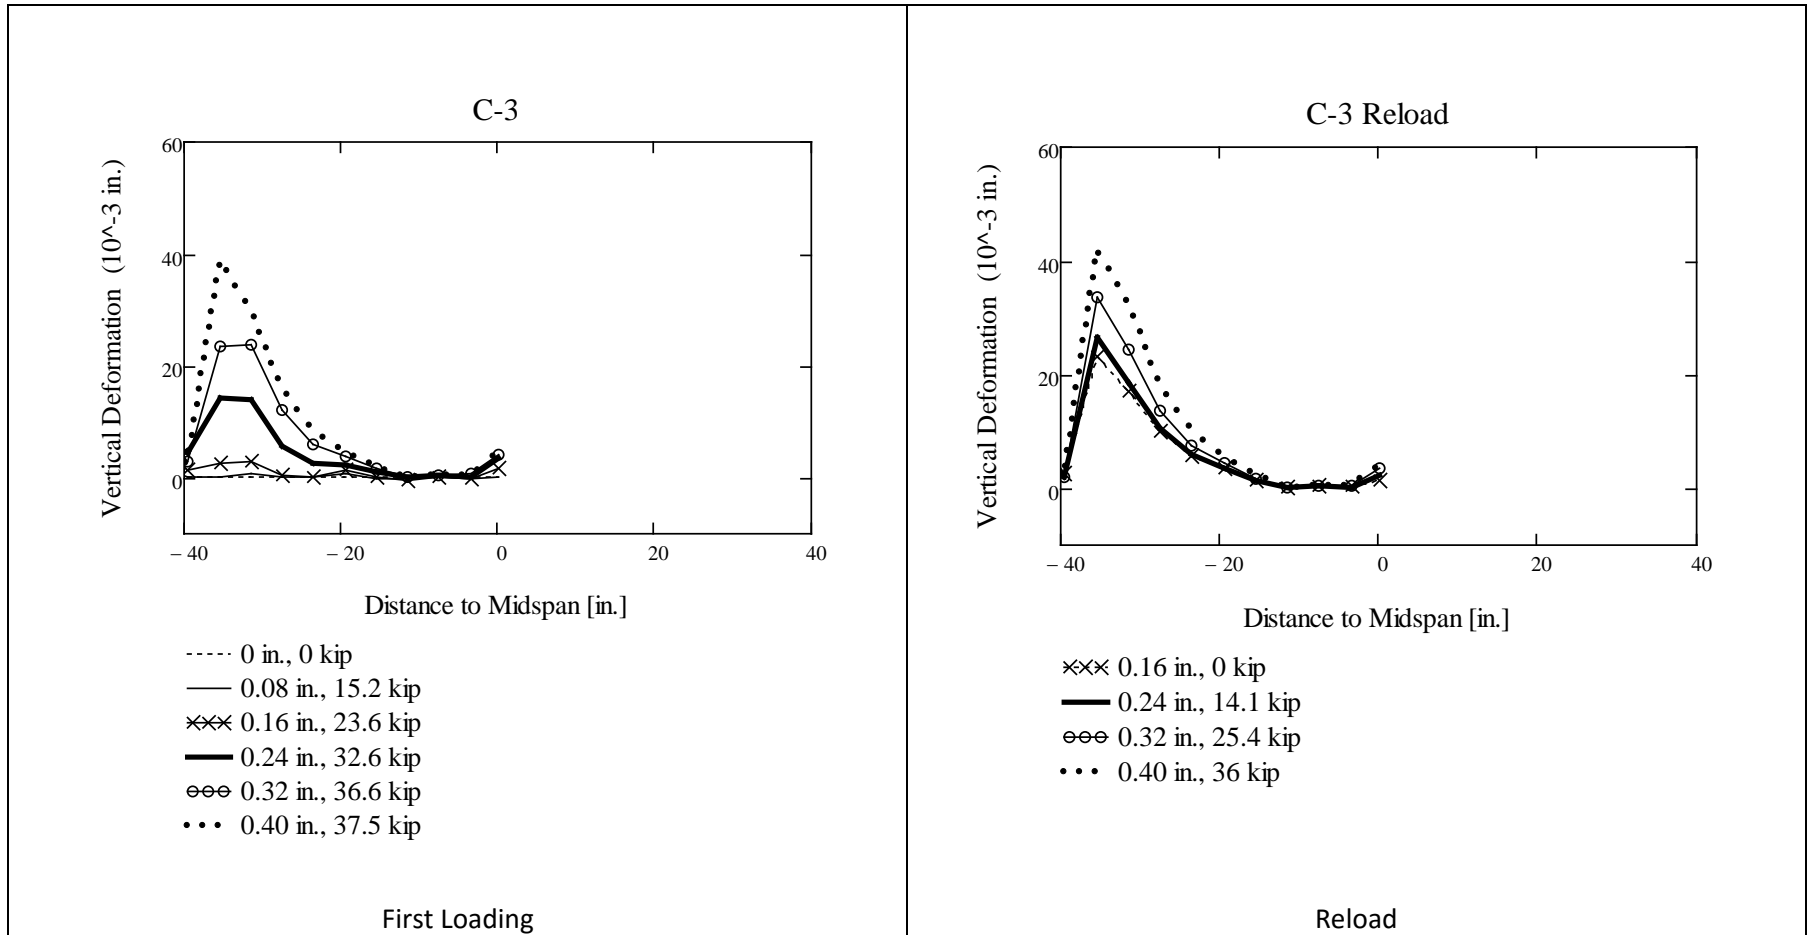 C-3
Vertical Deformation (10^-3 in.)
60
40
20
0
– 40
– 20
0
20
40
Distance to Midspan [in.]
0 in., 0 kip
0.08 in., 15.2 kip
0.16 in., 23.6 kip
0.24 in., 32.6 kip
0.32 in., 36.6 kip
0.40 in., 37.5 kip
First Loading
C-3 Reload
Vertical Deformation (10^-3 in.)
60
40
20
0
– 40
– 20
0
20
40
Distance to Midspan [in.]
0.16 in., 0 kip
0.24 in., 14.1 kip
0.32 in., 25.4 kip
0.40 in., 36 kip
Reload